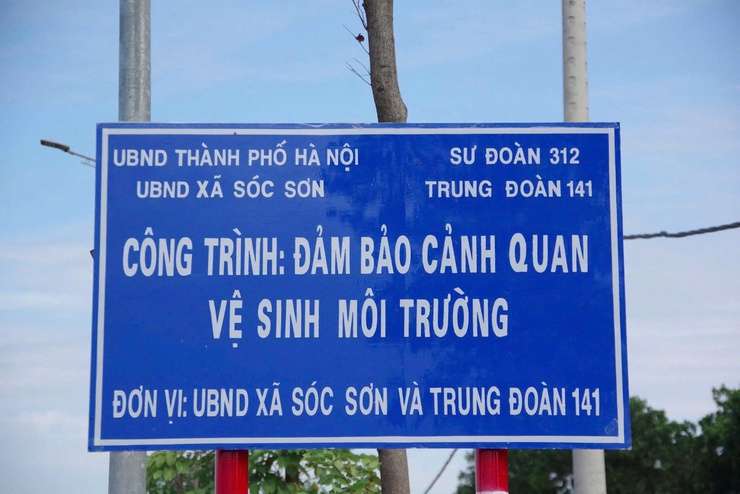 UBND THÀNH PHỐ HÀ NỘI
UBND XÃ SÓC SƠN
SƯ ĐOÀN 312
TRUNG ĐOÀN 141
CÔNG TRÌNH: ĐẢM BẢO CẢNH QUAN
VỆ SINH MÔI TRƯỜNG
ĐƠN VỊ: UBND XÃ SÓC SƠN VÀ TRUNG ĐOÀN 141